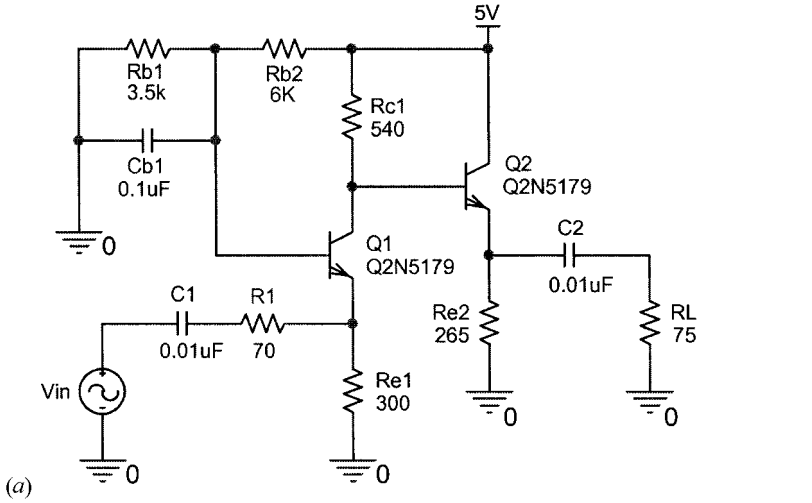 5V
Rb1
3.5k
Rb2
6K
Rc1
540
Cb1
0.1uF
Q2
Q2N5179
0
Q1
Q2N5179
C2
0.01uF
C1
0.01uF
R1
70
Re2
265
RL
75
Vin
Re1
300
0
0
0
0
(a)